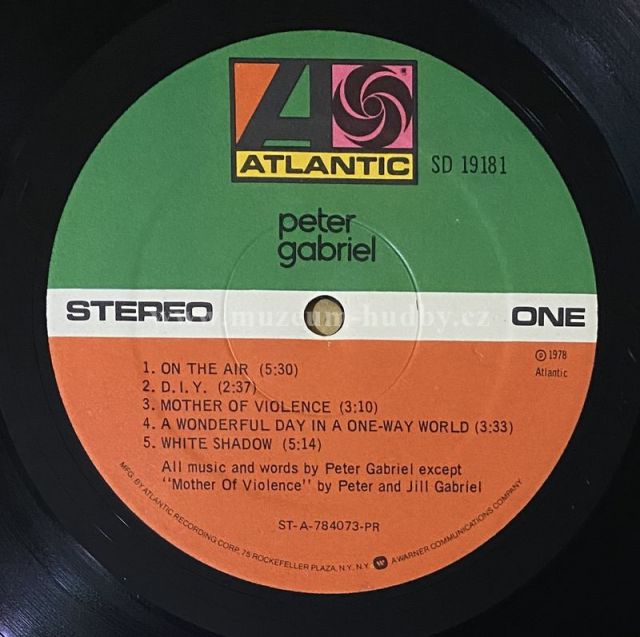 ATLANTIC
SD 19181
peter
gabriel
STEREO
www.muzeum-hudby.cz
ONE
℗ 1978
Atlantic
1. ON THE AIR (5:30)
2. D.I.Y. (2:37)
3. MOTHER OF VIOLENCE (3:10)
4. A WONDERFUL DAY IN A ONE-WAY WORLD (3:33)
5. WHITE SHADOW (5:14)
All music and words by Peter Gabriel except
"Mother Of Violence" by Peter and Jill Gabriel
ST-A-784073-PR
MFG. BY ATLANTIC RECORDING CORP., 75 ROCKEFELLER PLAZA, N.Y. N.Y. A WARNER COMMUNICATIONS COMPANY